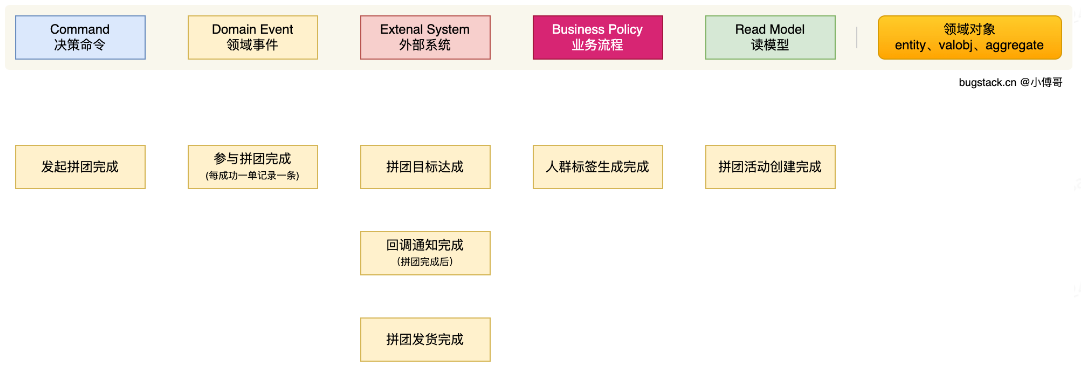 Command
决策命令
Domain Event
领域事件
Extenal System
外部系统
Business Policy
业务流程
Read Model
读模型
领域对象
entity、valobj、aggregate
bugstack.cn @小傅哥
发起拼团完成
参与拼团完成
(每成功一单记录一条)
拼团目标达成
人群标签生成完成
拼团活动创建完成
回调通知完成
(拼团完成后)
拼团发货完成